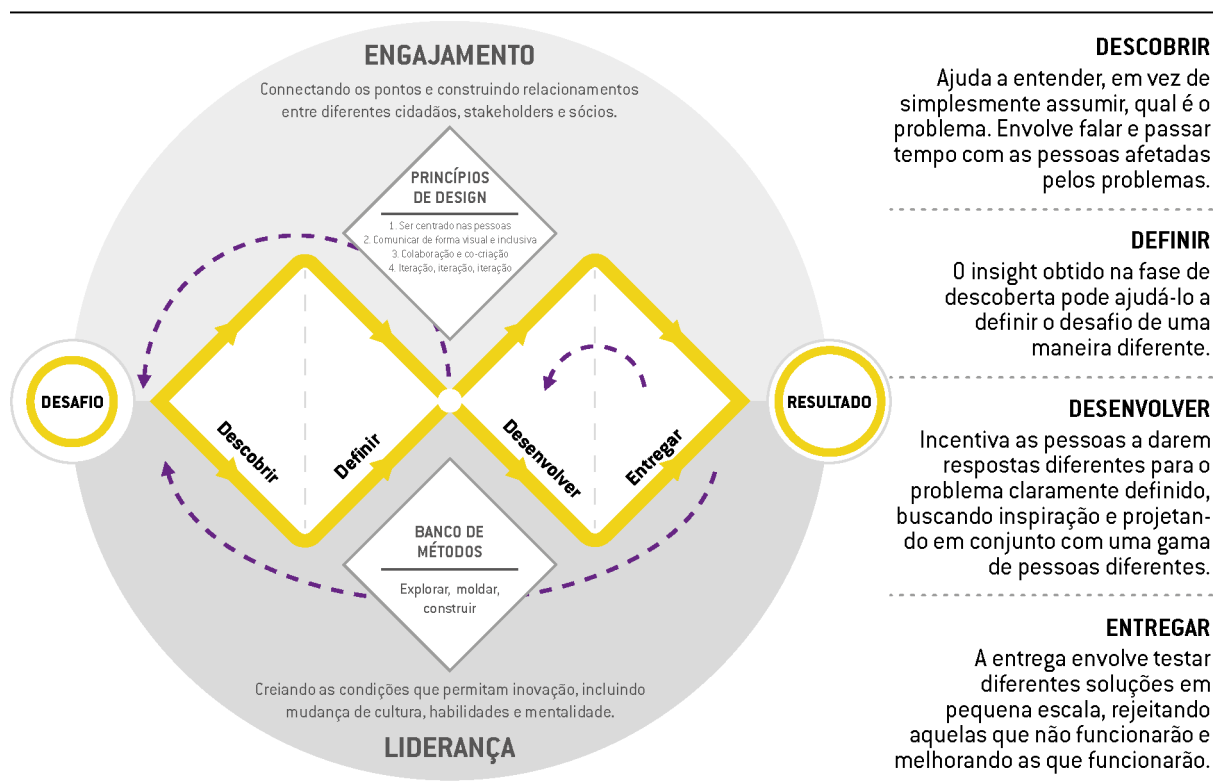 ENGAJAMENTO
Connectando os pontos e construindo relacionamentos
entre diferentes cidadãos, stakeholders e sócios.
PRINCÍPIOS
DE DESIGN
1. Ser centrado nas pessoas
2. Comunicar de forma visual e inclusiva
3. Colaboração e co-criação
4. Iteração, iteração, iteração
DESAFIO
RESULTADO
Descobrir
Definir
Desenvolver
Entregar
BANCO DE
MÉTODOS
Explorar, moldar,
construir
Creiando as condições que permitam inovação, incluindo
mudança de cultura, habilidades e mentalidade.
LIDERANÇA
DESCOBRIR
Ajuda a entender, em vez de
simplesmente assumir, qual é o
problema. Envolve falar e passar
tempo com as pessoas afetadas
pelos problemas.
DEFINIR
O insight obtido na fase de
descoberta pode ajudá-lo a
definir o desafio de uma
maneira diferente.
DESENVOLVER
Incentiva as pessoas a darem
respostas diferentes para o
problema claramente definido,
buscando inspiração e projetan-
do em conjunto com uma gama
de pessoas diferentes.
ENTREGAR
A entrega envolve testar
diferentes soluções em
pequena escala, rejeitando
aquelas que não funcionarão e
melhorando as que funcionarão.